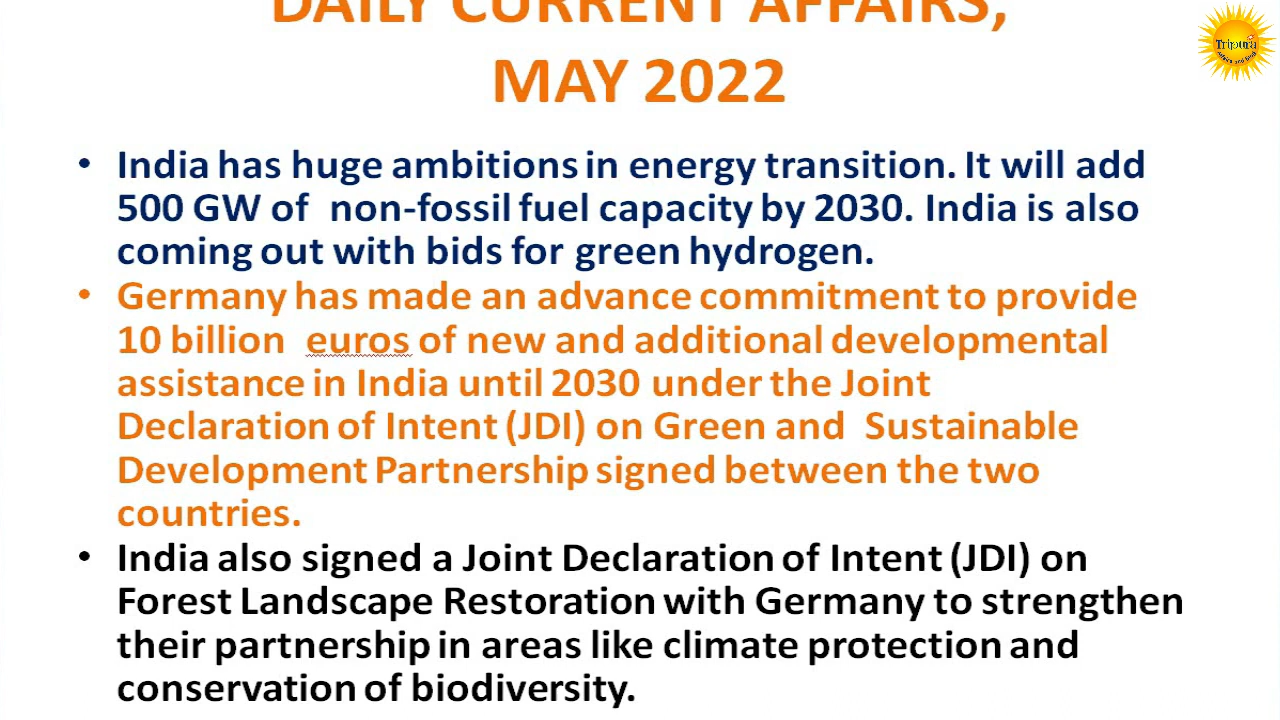 DAILY CURRENT AFFAIRS,
MAY 2022
Tripura
• India has huge ambitions in energy transition. It will add
500 GW of  non-fossil fuel capacity by 2030. India is also
coming out with bids for green hydrogen.
• Germany has made an advance commitment to provide
10 billion  euros of new and additional developmental
assistance in India until 2030 under the Joint
Declaration of Intent (JDI) on Green and  Sustainable
Development Partnership signed between the two
countries.
• India also signed a Joint Declaration of Intent (JDI) on
Forest Landscape Restoration with Germany to strengthen
their partnership in areas like climate protection and
conservation of biodiversity.